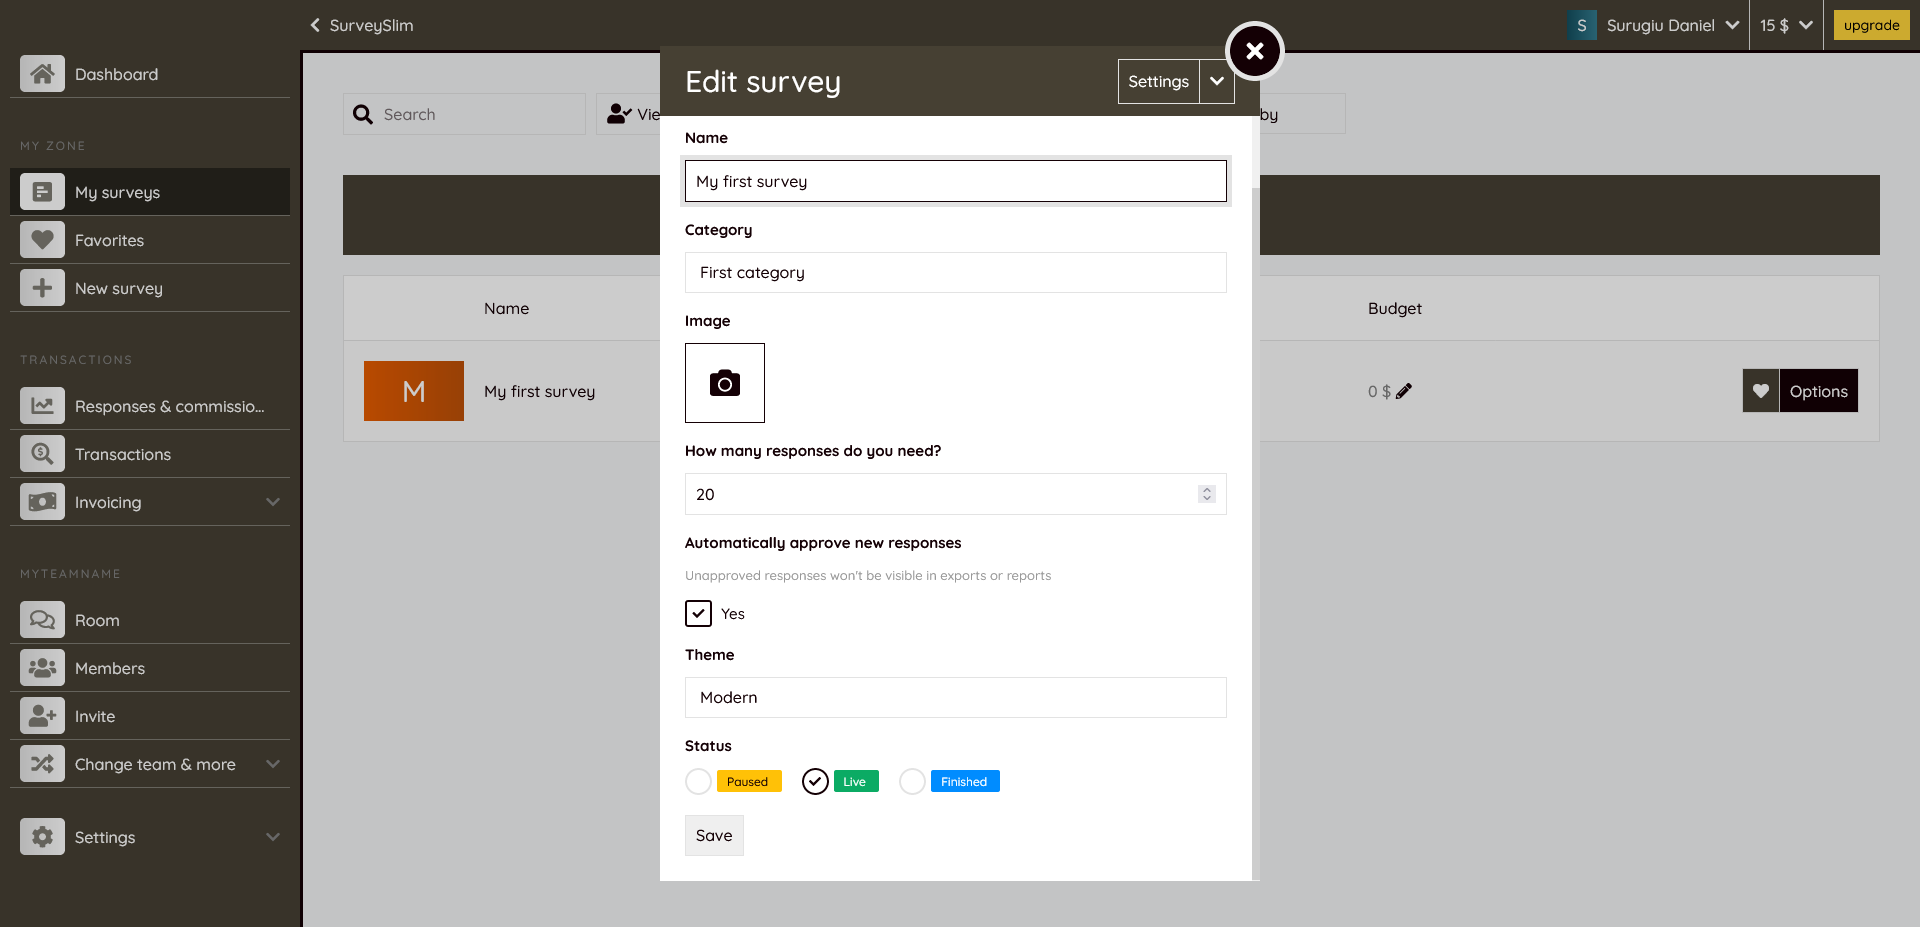 SurveySlim
S
Surugiu Daniel
15 $
upgrade
Dashboard
MY ZONE
My surveys
Favorites
New survey
TRANSACTIONS
Responses & commissio...
Transactions
Invoicing
MYTEAMNAME
Room
Members
Invite
Change team & more
Settings
Search
Vie
by
Name
Budget
M
My first survey
0 $
Options
Edit survey
Settings
Name
My first survey
Category
First category
Image
How many responses do you need?
20
Automatically approve new responses
Unapproved responses won't be visible in exports or reports
Yes
Theme
Modern
Status
Paused
Live
Finished
Save